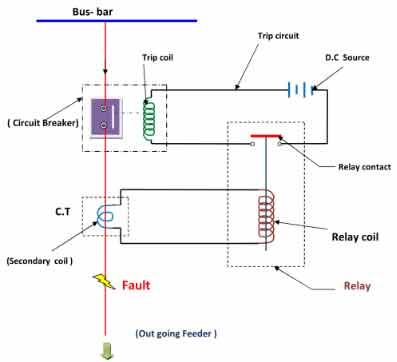 Bus- bar
Trip circuit
Trip coil
D.C Source
( Circuit Breaker)
Relay contact
C.T
Relay coil
(Secondary coil )
Fault
Relay
(Out going Feeder )